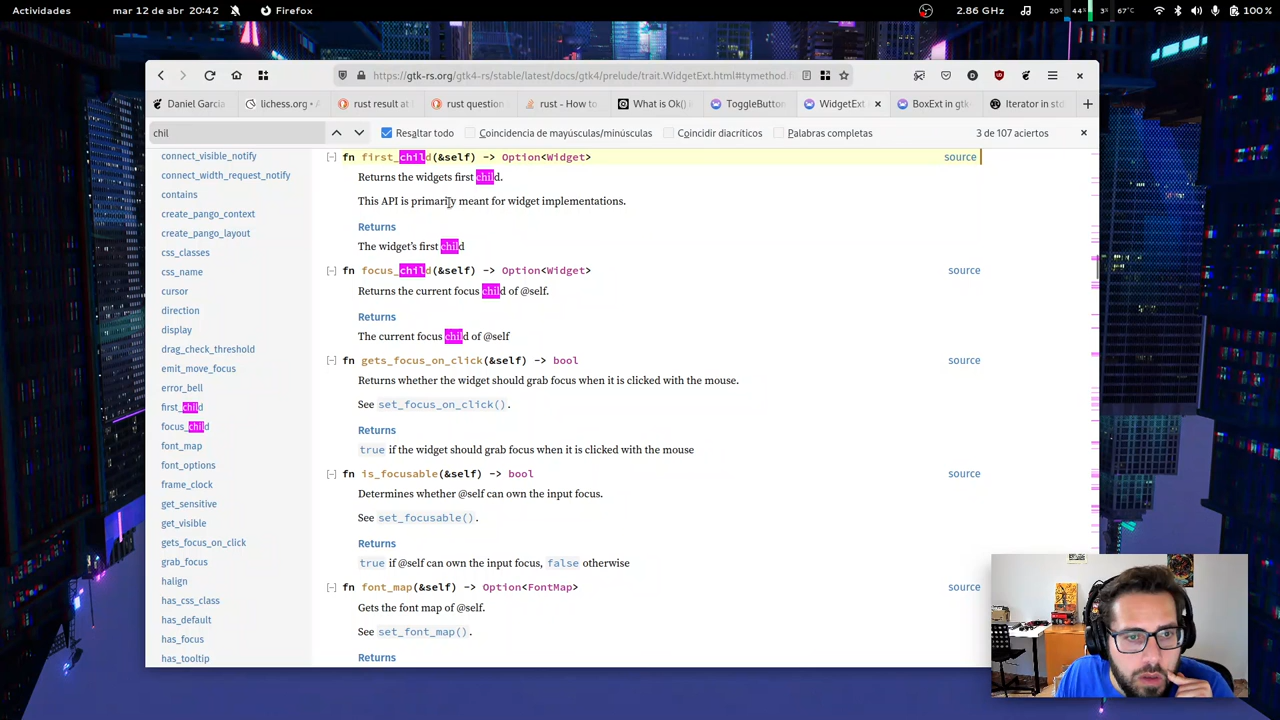 Actividades
mar 12 de abr 20:42
Firefox
2.86 GHz
20%
44%
3%
67°C
100 %
https://gtk-rs.org/gtk4-rs/stable/latest/docs/gtk4/prelude/trait.WidgetExt.html#tymethod.f
Daniel Garcia
lichess.org •
rust result at
rust question
rust - How to
What is Ok()
ToggleButton
WidgetExt
BoxExt in gtk
Iterator in std
chil
Resaltar todo
Coincidencia de mayúsculas/minúsculas
Coincidir diacríticos
Palabras completas
3 de 107 aciertos
connect_visible_notify
connect_width_request_notify
contains
create_pango_context
create_pango_layout
css_classes
css_name
cursor
direction
display
drag_check_threshold
emit_move_focus
error_bell
first_child
focus_child
font_map
font_options
frame_clock
get_sensitive
get_visible
gets_focus_on_click
grab_focus
halign
has_css_class
has_default
has_focus
has_tooltip
[−] fn first_child(&self) -> Option<Widget> source
Returns the widgets first child.
This API is primarily meant for widget implementations.
Returns
The widget's first child
[−] fn focus_child(&self) -> Option<Widget> source
Returns the current focus child of @self.
Returns
The current focus child of @self
[−] fn gets_focus_on_click(&self) -> bool source
Returns whether the widget should grab focus when it is clicked with the mouse.
See set_focus_on_click().
Returns
true if the widget should grab focus when it is clicked with the mouse
[−] fn is_focusable(&self) -> bool source
Determines whether @self can own the input focus.
See set_focusable().
Returns
true if @self can own the input focus, false otherwise
[−] fn font_map(&self) -> Option<FontMap> source
Gets the font map of @self.
See set_font_map().
Returns